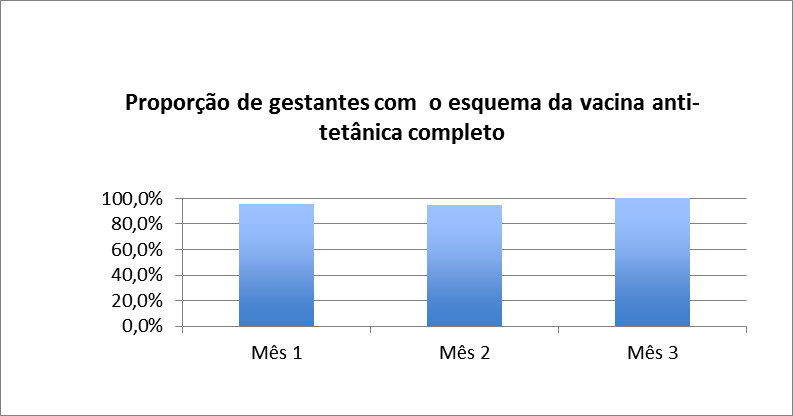 Proporção de gestantes com  o esquema da vacina anti-
tetânica completo
100,0%
80,0%
60,0%
40,0%
20,0%
0,0%
Mês 1 Mês 2 Mês 3